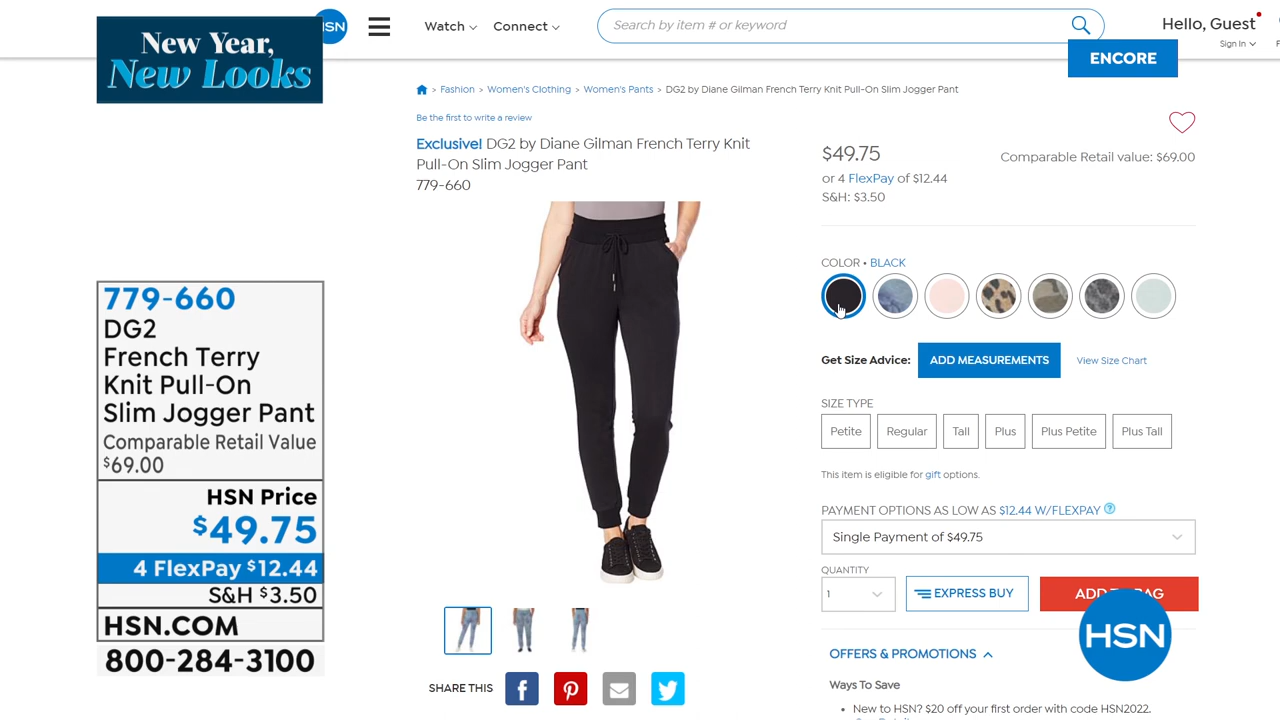 New Year,
New Looks
HSN
Watch
Connect
Search by item # or keyword
Hello, Guest
Sign In
ENCORE
> Fashion > Women's Clothing > Women's Pants > DG2 by Diane Gilman French Terry Knit Pull-On Slim Jogger Pant
Be the first to write a review
Exclusive! DG2 by Diane Gilman French Terry Knit
Pull-On Slim Jogger Pant
779-660
$49.75
Comparable Retail value: $69.00
or 4 FlexPay of $12.44
S&H: $3.50
COLOR • BLACK
Get Size Advice:
ADD MEASUREMENTS
View Size Chart
SIZE TYPE
Petite
Regular
Tall
Plus
Plus Petite
Plus Tall
This item is eligible for gift options.
PAYMENT OPTIONS AS LOW AS $12.44 W/FLEXPAY ?
Single Payment of $49.75
QUANTITY
1
EXPRESS BUY
ADD BAG
HSN
OFFERS & PROMOTIONS
Ways To Save
• New to HSN? $20 off your first order with code HSN2022.
SHARE THIS
779-660
DG2
French Terry
Knit Pull-On
Slim Jogger Pant
Comparable Retail Value
$69.00
HSN Price
$49.75
4 FlexPay $12.44
S&H $3.50
HSN.COM
800-284-3100